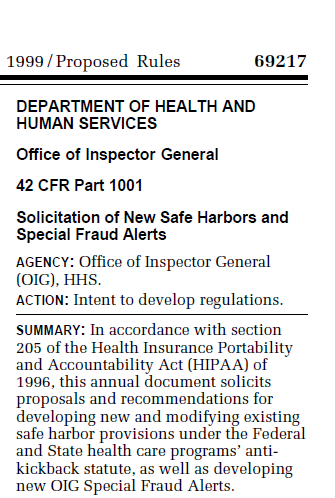 1999 / Proposed Rules 69217
DEPARTMENT OF HEALTH AND
HUMAN SERVICES
Office of Inspector General
42 CFR Part 1001
Solicitation of New Safe Harbors and
Special Fraud Alerts
AGENCY: Office of Inspector General
(OIG), HHS.
ACTION: Intent to develop regulations.
SUMMARY: In accordance with section
205 of the Health Insurance Portability
and Accountability Act (HIPAA) of
1996, this annual document solicits
proposals and recommendations for
developing new and modifying existing
safe harbor provisions under the Federal
and State health care programs' anti-
kickback statute, as well as developing
new OIG Special Fraud Alerts.